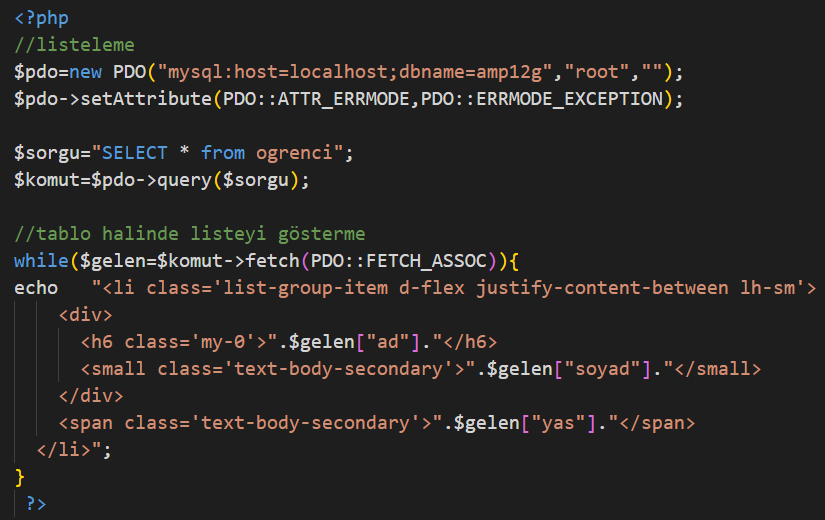 <?php
//listeleme
$pdo=new PDO("mysql:host=localhost;dbname=amp12g","root","");
$pdo->setAttribute(PDO::ATTR_ERRMODE,PDO::ERRMODE_EXCEPTION);

$sorgu="SELECT * from ogrenci";
$komut=$pdo->query($sorgu);

//tablo halinde listeyi gösterme
while($gelen=$komut->fetch(PDO::FETCH_ASSOC)){
echo   "<li class='list-group-item d-flex justify-content-between lh-sm'>
    <div>
      <h6 class='my-0'>".$gelen["ad"]."</h6>
      <small class='text-body-secondary'>".$gelen["soyad"]."</small>
    </div>
    <span class='text-body-secondary'>".$gelen["yas"]."</span>
  </li>";
}
 ?>